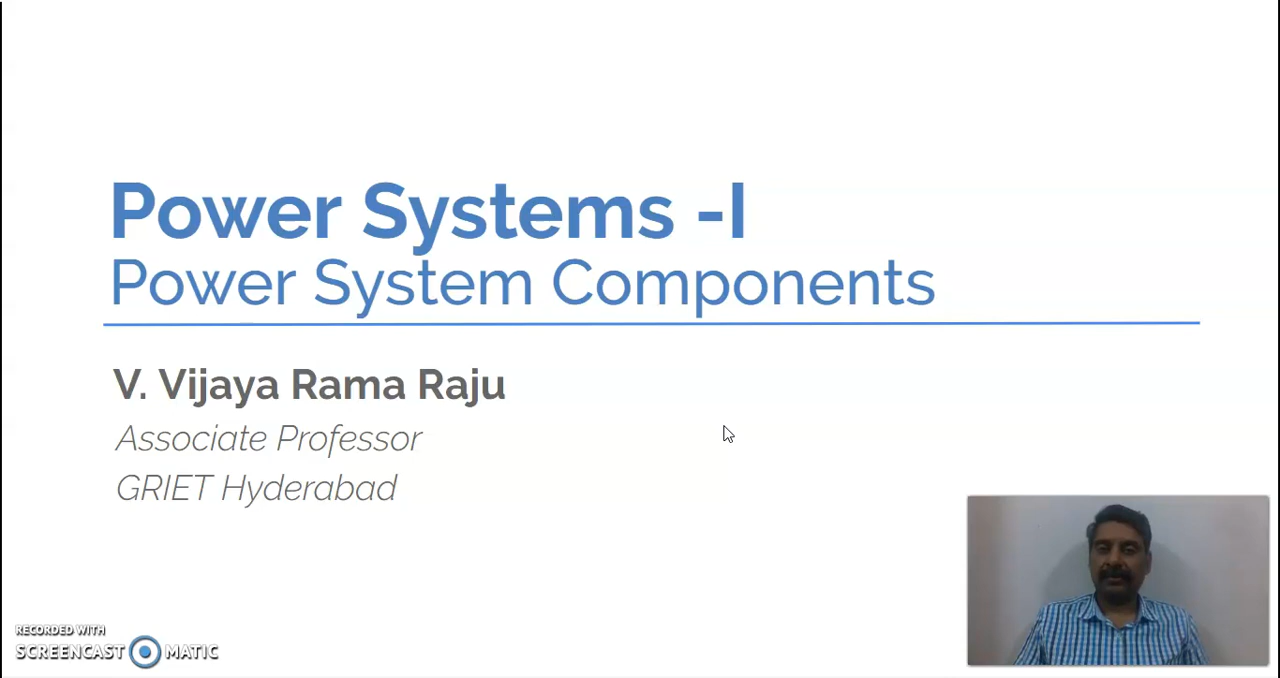 Power Systems -I
Power System Components
V. Vijaya Rama Raju
Associate Professor
GRIET Hyderabad
RECORDED WITH
SCREENCAST MATIC